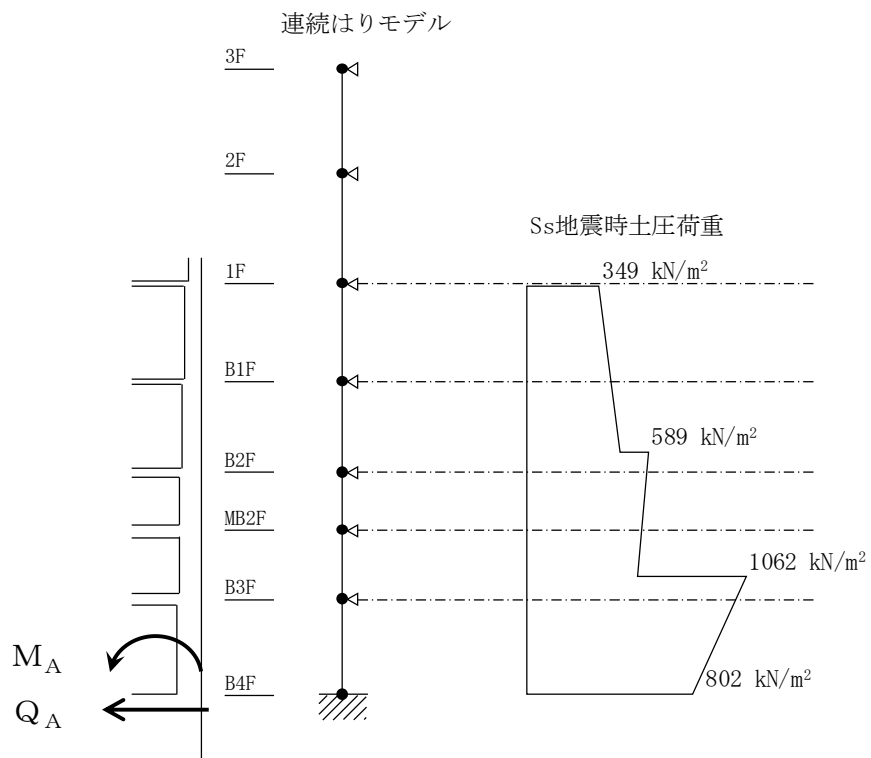 連続はりモデル
3F
2F
Ss地震時土圧荷重
1F
349 kN/m²
B1F
589 kN/m²
B2F
MB2F
1062 kN/m²
B3F
M_A
802 kN/m²
B4F
Q_A